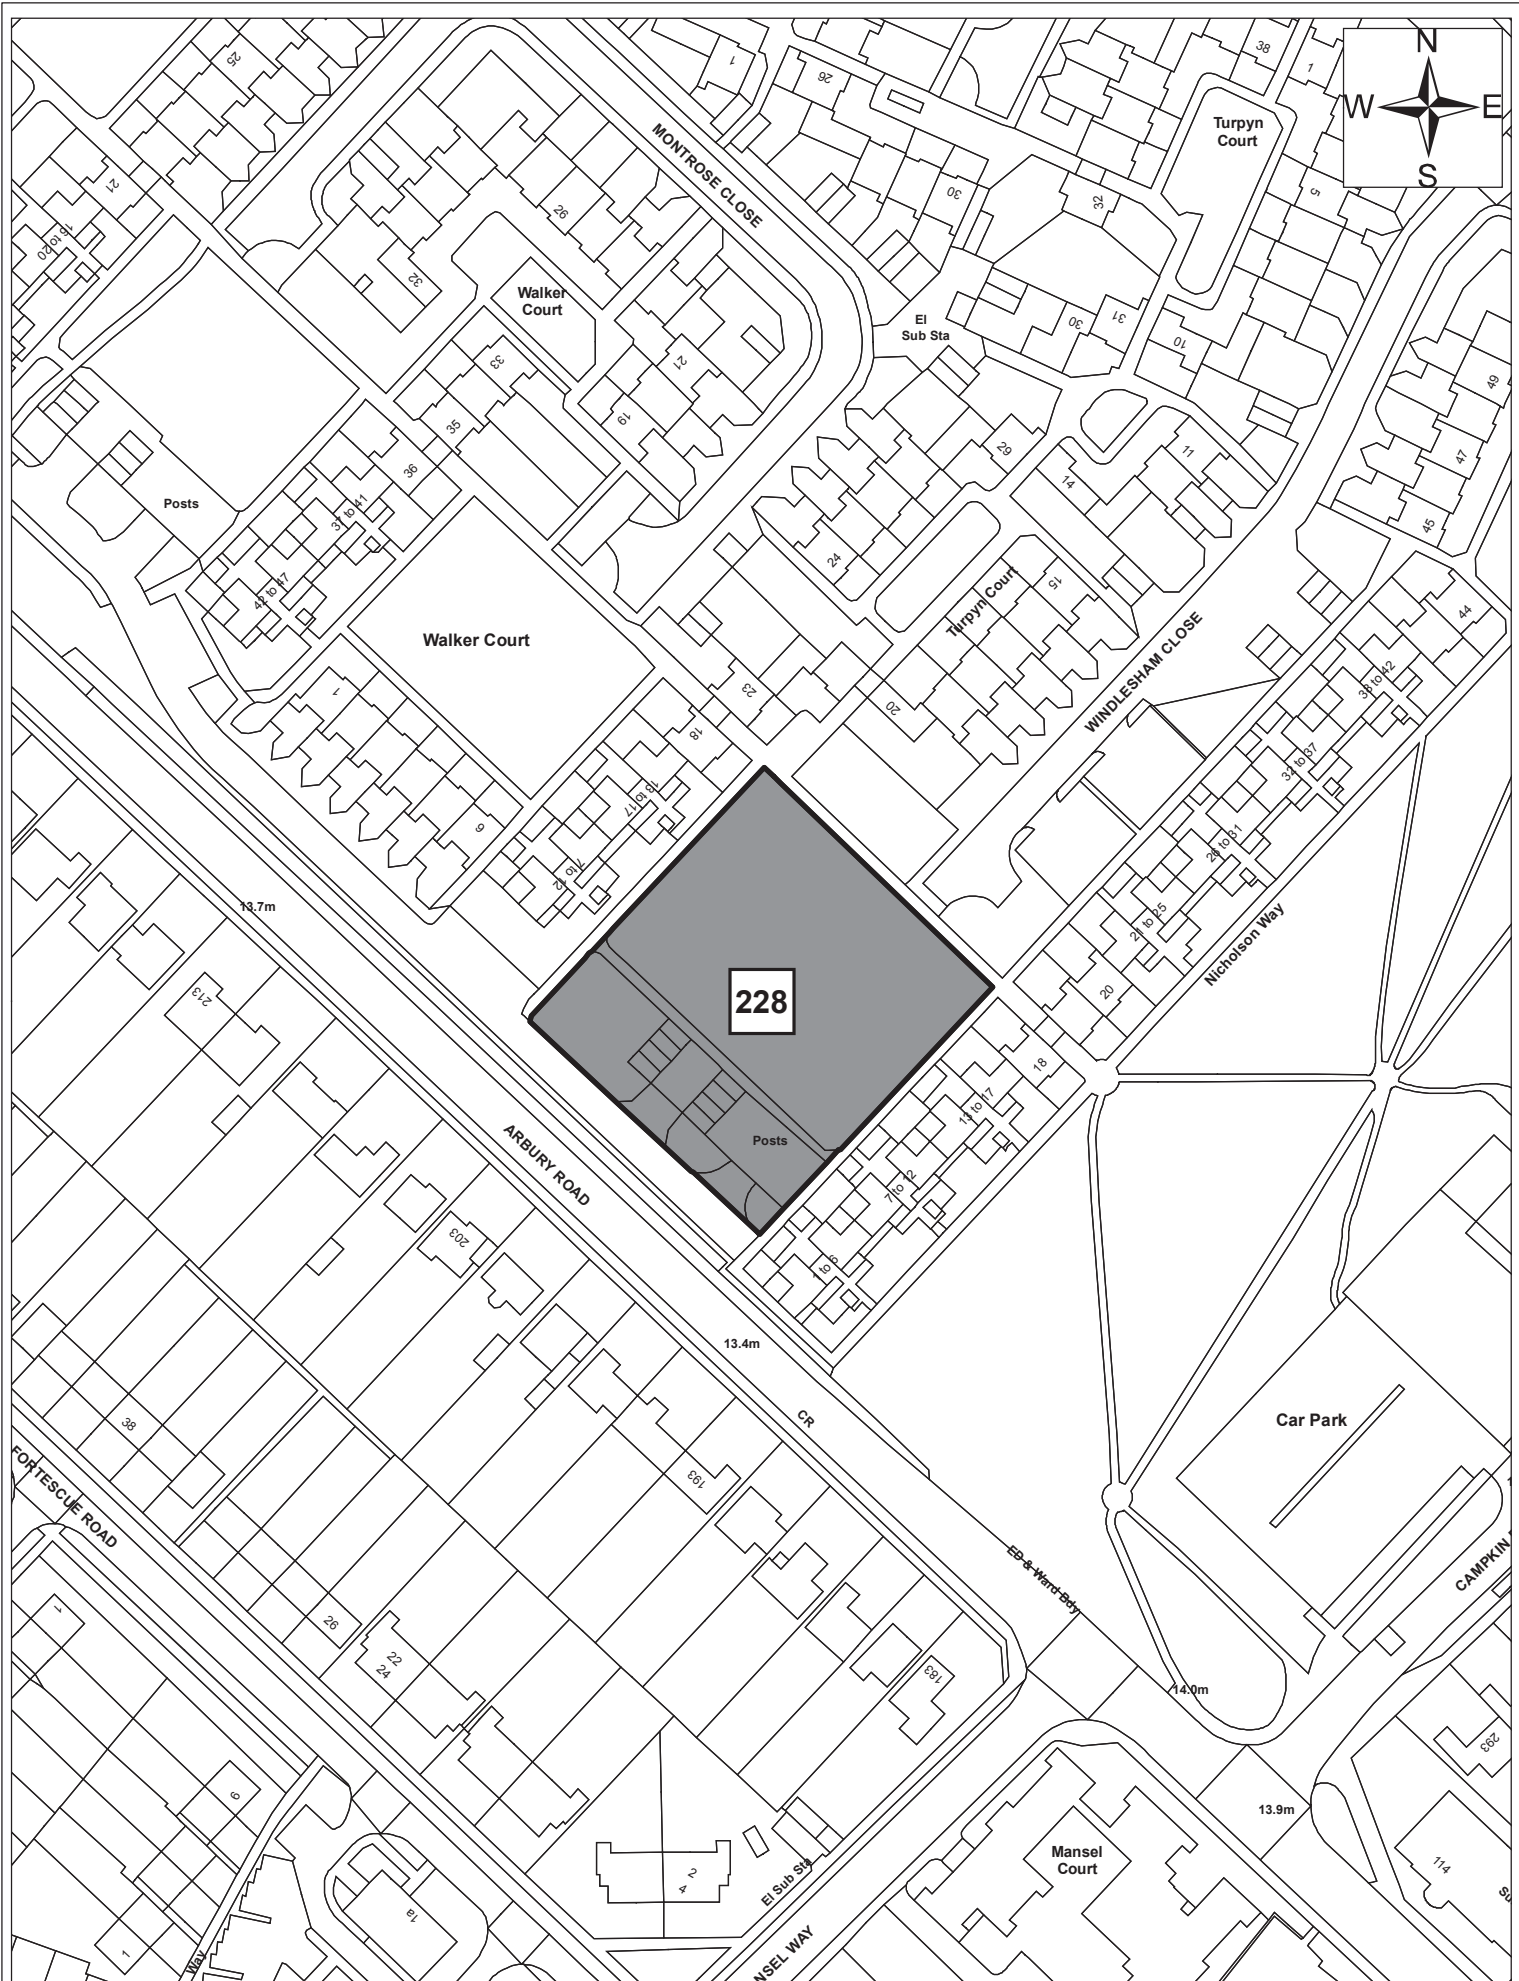 N
W E
S
25
1
26
38
1
MONTROSE CLOSE
Turpyn
Court
21
16 to 20
26
30
32
5
32
Walker
Court
El
Sub Sta
30
31
10
33
21
49
35
19
29
11
47
36
14
Posts
37 to 41
45
24
15
42 to 47
Turpyn Court
44
Walker Court
WINDLESHAM CLOSE
1
23
38 to 42
20
18
32 to 37
13 to 17
6
26 to 31
7 to 12
13.7m
21 to 25
Nicholson Way
213
20
228
18
13 to 17
ARBURY ROAD
Posts
7 to 12
203
1 to 6
13.4m
CR
Car Park
38
193
FORTESCUE ROAD
ED & Ward Bdy
CAMPKIN
1
26
22
24
183
14.0m
293
6
13.9m
Mansel
Court
114
2
4
El Sub Sta
1a
1
Way
NSEL WAY